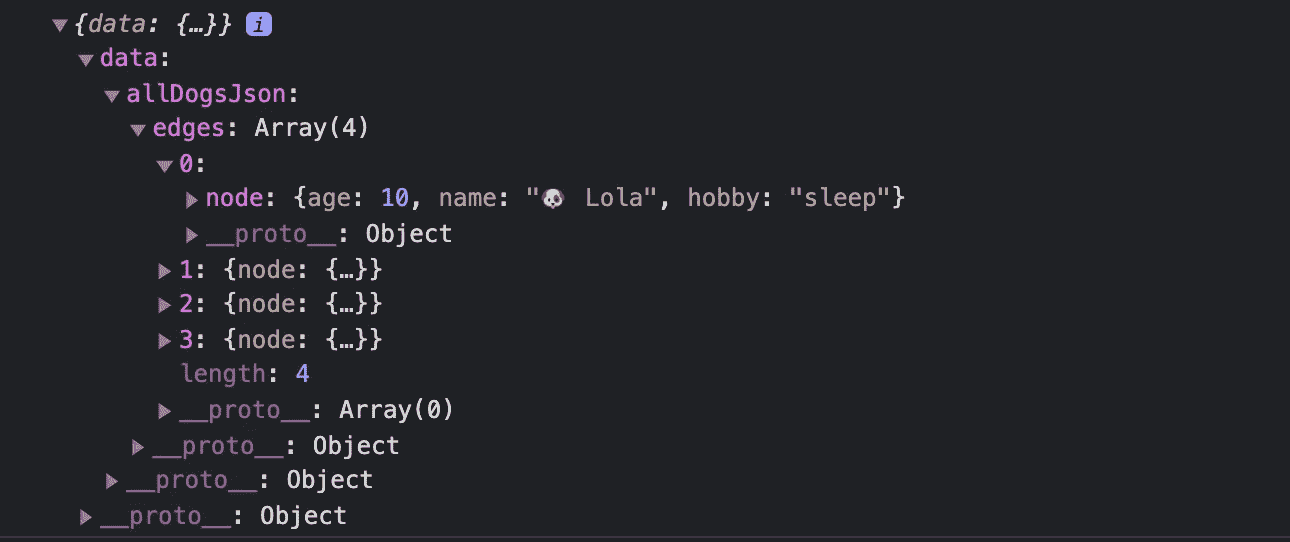 {data: {…}} i
data:
allDogsJson:
edges: Array(4)
0:
node: {age: 10, name: "🐶 Lola", hobby: "sleep"}
__proto__: Object
1: {node: {…}}
2: {node: {…}}
3: {node: {…}}
length: 4
__proto__: Array(0)
__proto__: Object
__proto__: Object
__proto__: Object